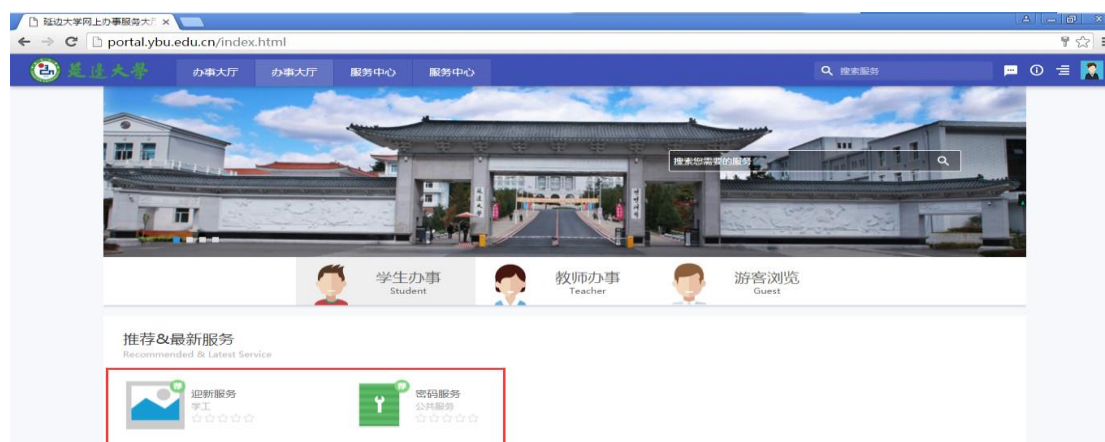 延边大学网上办事服务大厅
portal.ybu.edu.cn/index.html
延边大学 办事大厅 办事大厅 服务中心 服务中心 搜索服务
搜索您需要的服务
学生办事 教师办事 游客浏览
Student Teacher Guest
推荐&最新服务
Recommended & Latest Service
荐 荐
迎新服务 密码服务
学工 公共服务